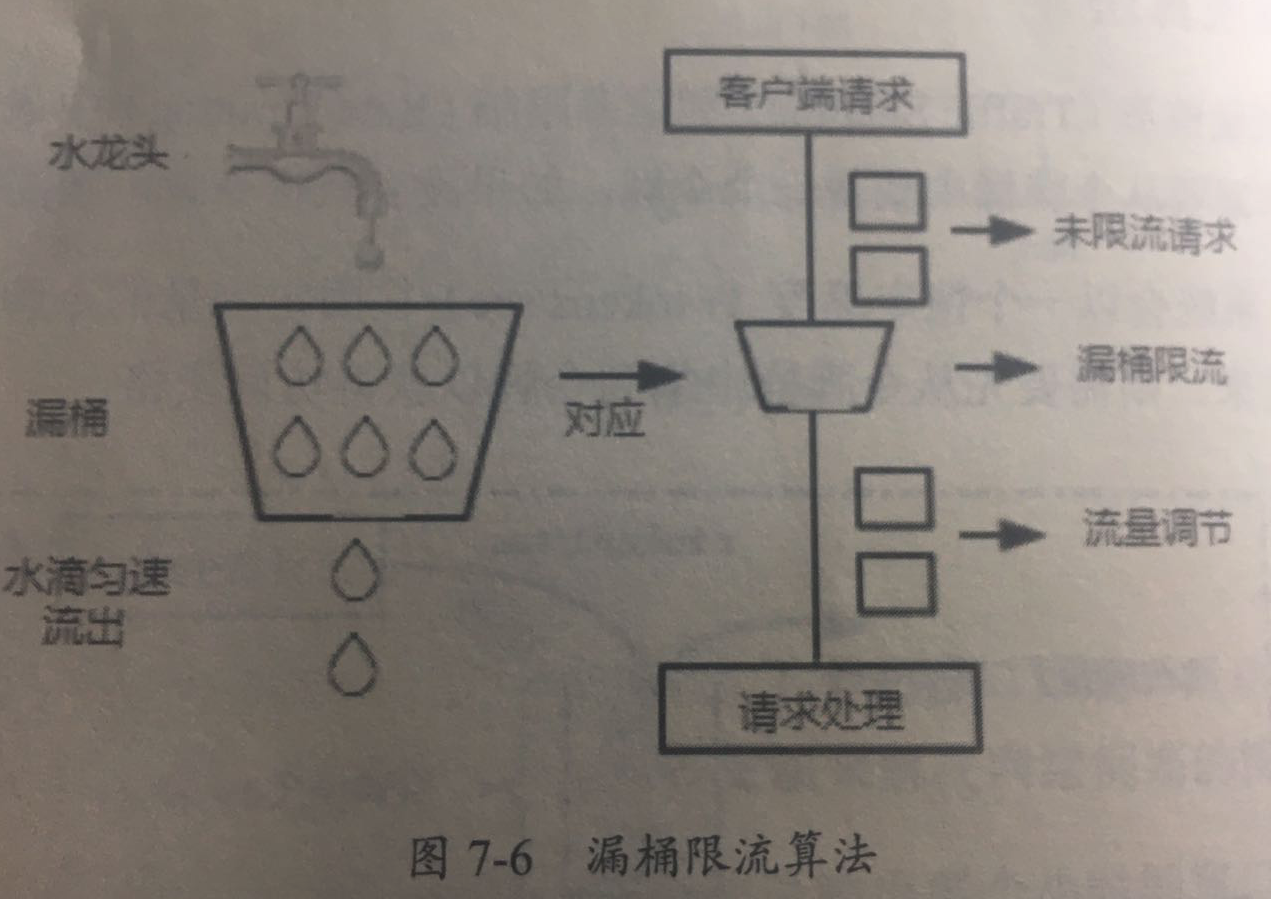 客户端请求
水龙头
未限流请求
漏桶限流
漏桶
对应
流量调节
水滴匀速
流出
请求处理
图 7-6 漏桶限流算法